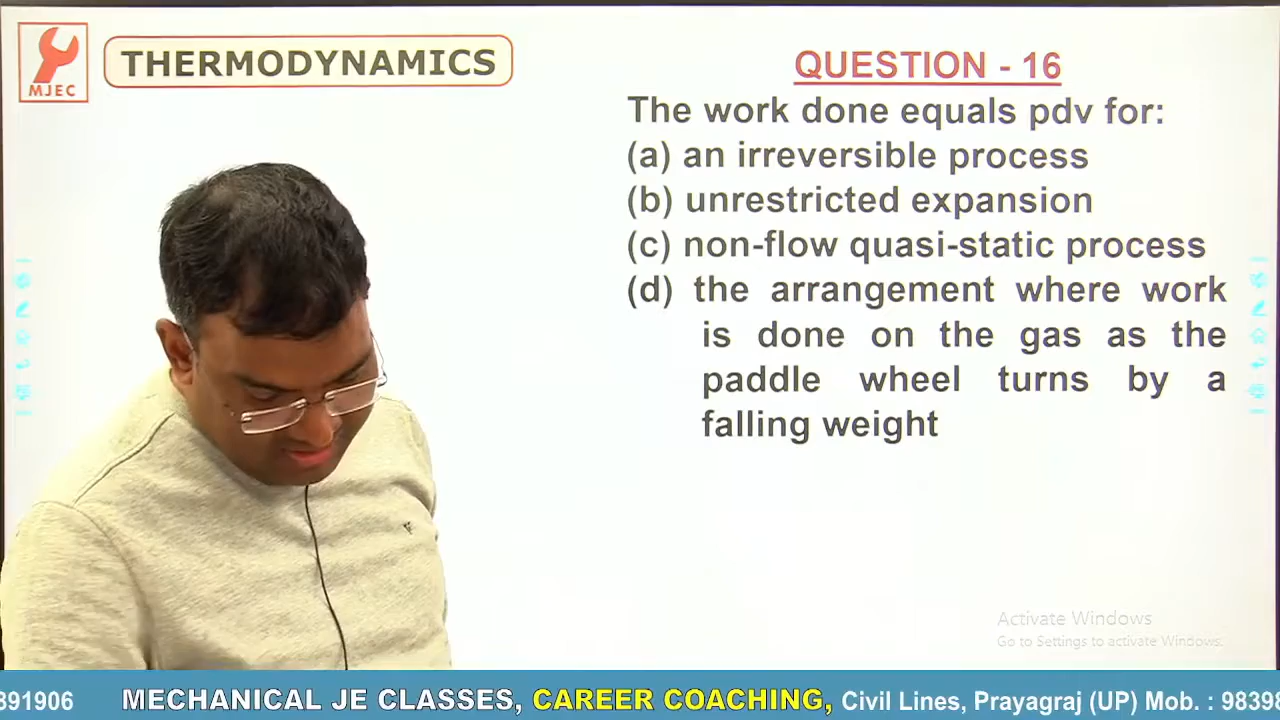 MJEC
THERMODYNAMICS
QUESTION - 16
The work done equals pdv for:
(a) an irreversible process
(b) unrestricted expansion
(c) non-flow quasi-static process
(d) the arrangement where work
is done on the gas as the
paddle wheel turns by a
falling weight
Activate Windows
Go to Settings to activate Windows.
891906 MECHANICAL JE CLASSES, CAREER COACHING, Civil Lines, Prayagraj (UP) Mob. : 9839